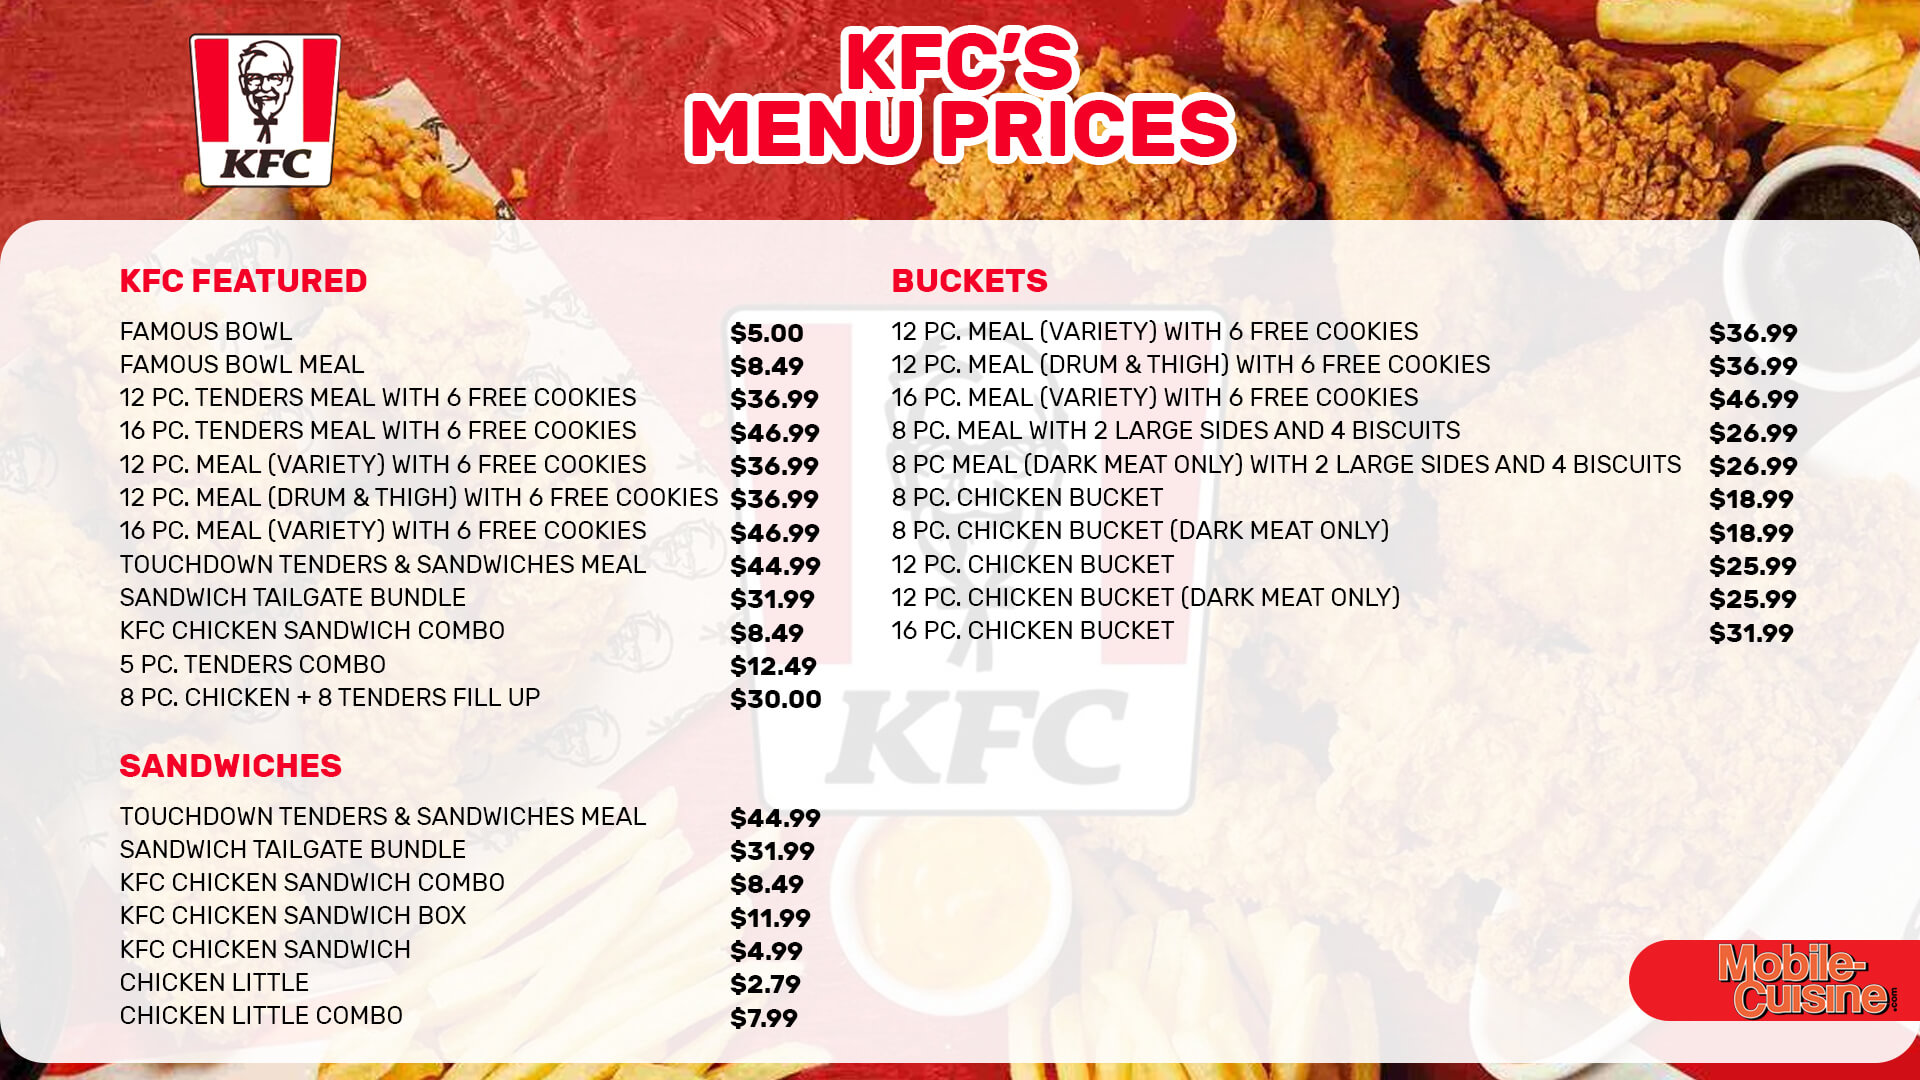 KFC
KFC'S
MENU PRICES
KFC FEATURED
FAMOUS BOWL $5.00
FAMOUS BOWL MEAL $8.49
12 PC. TENDERS MEAL WITH 6 FREE COOKIES $36.99
16 PC. TENDERS MEAL WITH 6 FREE COOKIES $46.99
12 PC. MEAL (VARIETY) WITH 6 FREE COOKIES $36.99
12 PC. MEAL (DRUM & THIGH) WITH 6 FREE COOKIES $36.99
16 PC. MEAL (VARIETY) WITH 6 FREE COOKIES $46.99
TOUCHDOWN TENDERS & SANDWICHES MEAL $44.99
SANDWICH TAILGATE BUNDLE $31.99
KFC CHICKEN SANDWICH COMBO $8.49
5 PC. TENDERS COMBO $12.49
8 PC. CHICKEN + 8 TENDERS FILL UP $30.00
SANDWICHES
TOUCHDOWN TENDERS & SANDWICHES MEAL $44.99
SANDWICH TAILGATE BUNDLE $31.99
KFC CHICKEN SANDWICH COMBO $8.49
KFC CHICKEN SANDWICH BOX $11.99
KFC CHICKEN SANDWICH $4.99
CHICKEN LITTLE $2.79
CHICKEN LITTLE COMBO $7.99
BUCKETS
12 PC. MEAL (VARIETY) WITH 6 FREE COOKIES $36.99
12 PC. MEAL (DRUM & THIGH) WITH 6 FREE COOKIES $36.99
16 PC. MEAL (VARIETY) WITH 6 FREE COOKIES $46.99
8 PC. MEAL WITH 2 LARGE SIDES AND 4 BISCUITS $26.99
8 PC MEAL (DARK MEAT ONLY) WITH 2 LARGE SIDES AND 4 BISCUITS $26.99
8 PC. CHICKEN BUCKET $18.99
8 PC. CHICKEN BUCKET (DARK MEAT ONLY) $18.99
12 PC. CHICKEN BUCKET $25.99
12 PC. CHICKEN BUCKET (DARK MEAT ONLY) $25.99
16 PC. CHICKEN BUCKET $31.99
KFC
Mobile-
Cuisine.com